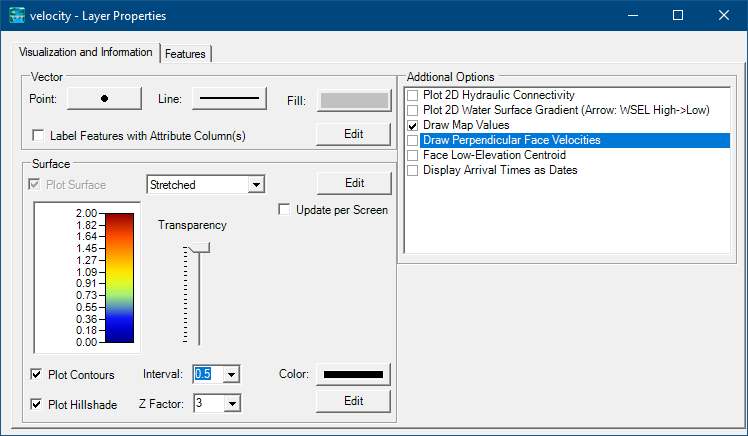 velocity - Layer Properties
Visualization and Information
Features
Vector
Point:
Line:
Fill:
Label Features with Attribute Column(s)
Edit
Surface
Plot Surface
Stretched
Edit
Update per Screen
2.00
1.82
1.64
1.45
1.27
1.09
0.91
0.73
0.55
0.36
0.18
0.00
Transparency
Plot Contours
Interval:
0.5
Color:
Plot Hillshade
Z Factor:
3
Edit
Addtional Options
Plot 2D Hydraulic Connectivity
Plot 2D Water Surface Gradient (Arrow: WSEL High->Low)
Draw Map Values
Draw Perpendicular Face Velocities
Face Low-Elevation Centroid
Display Arrival Times as Dates